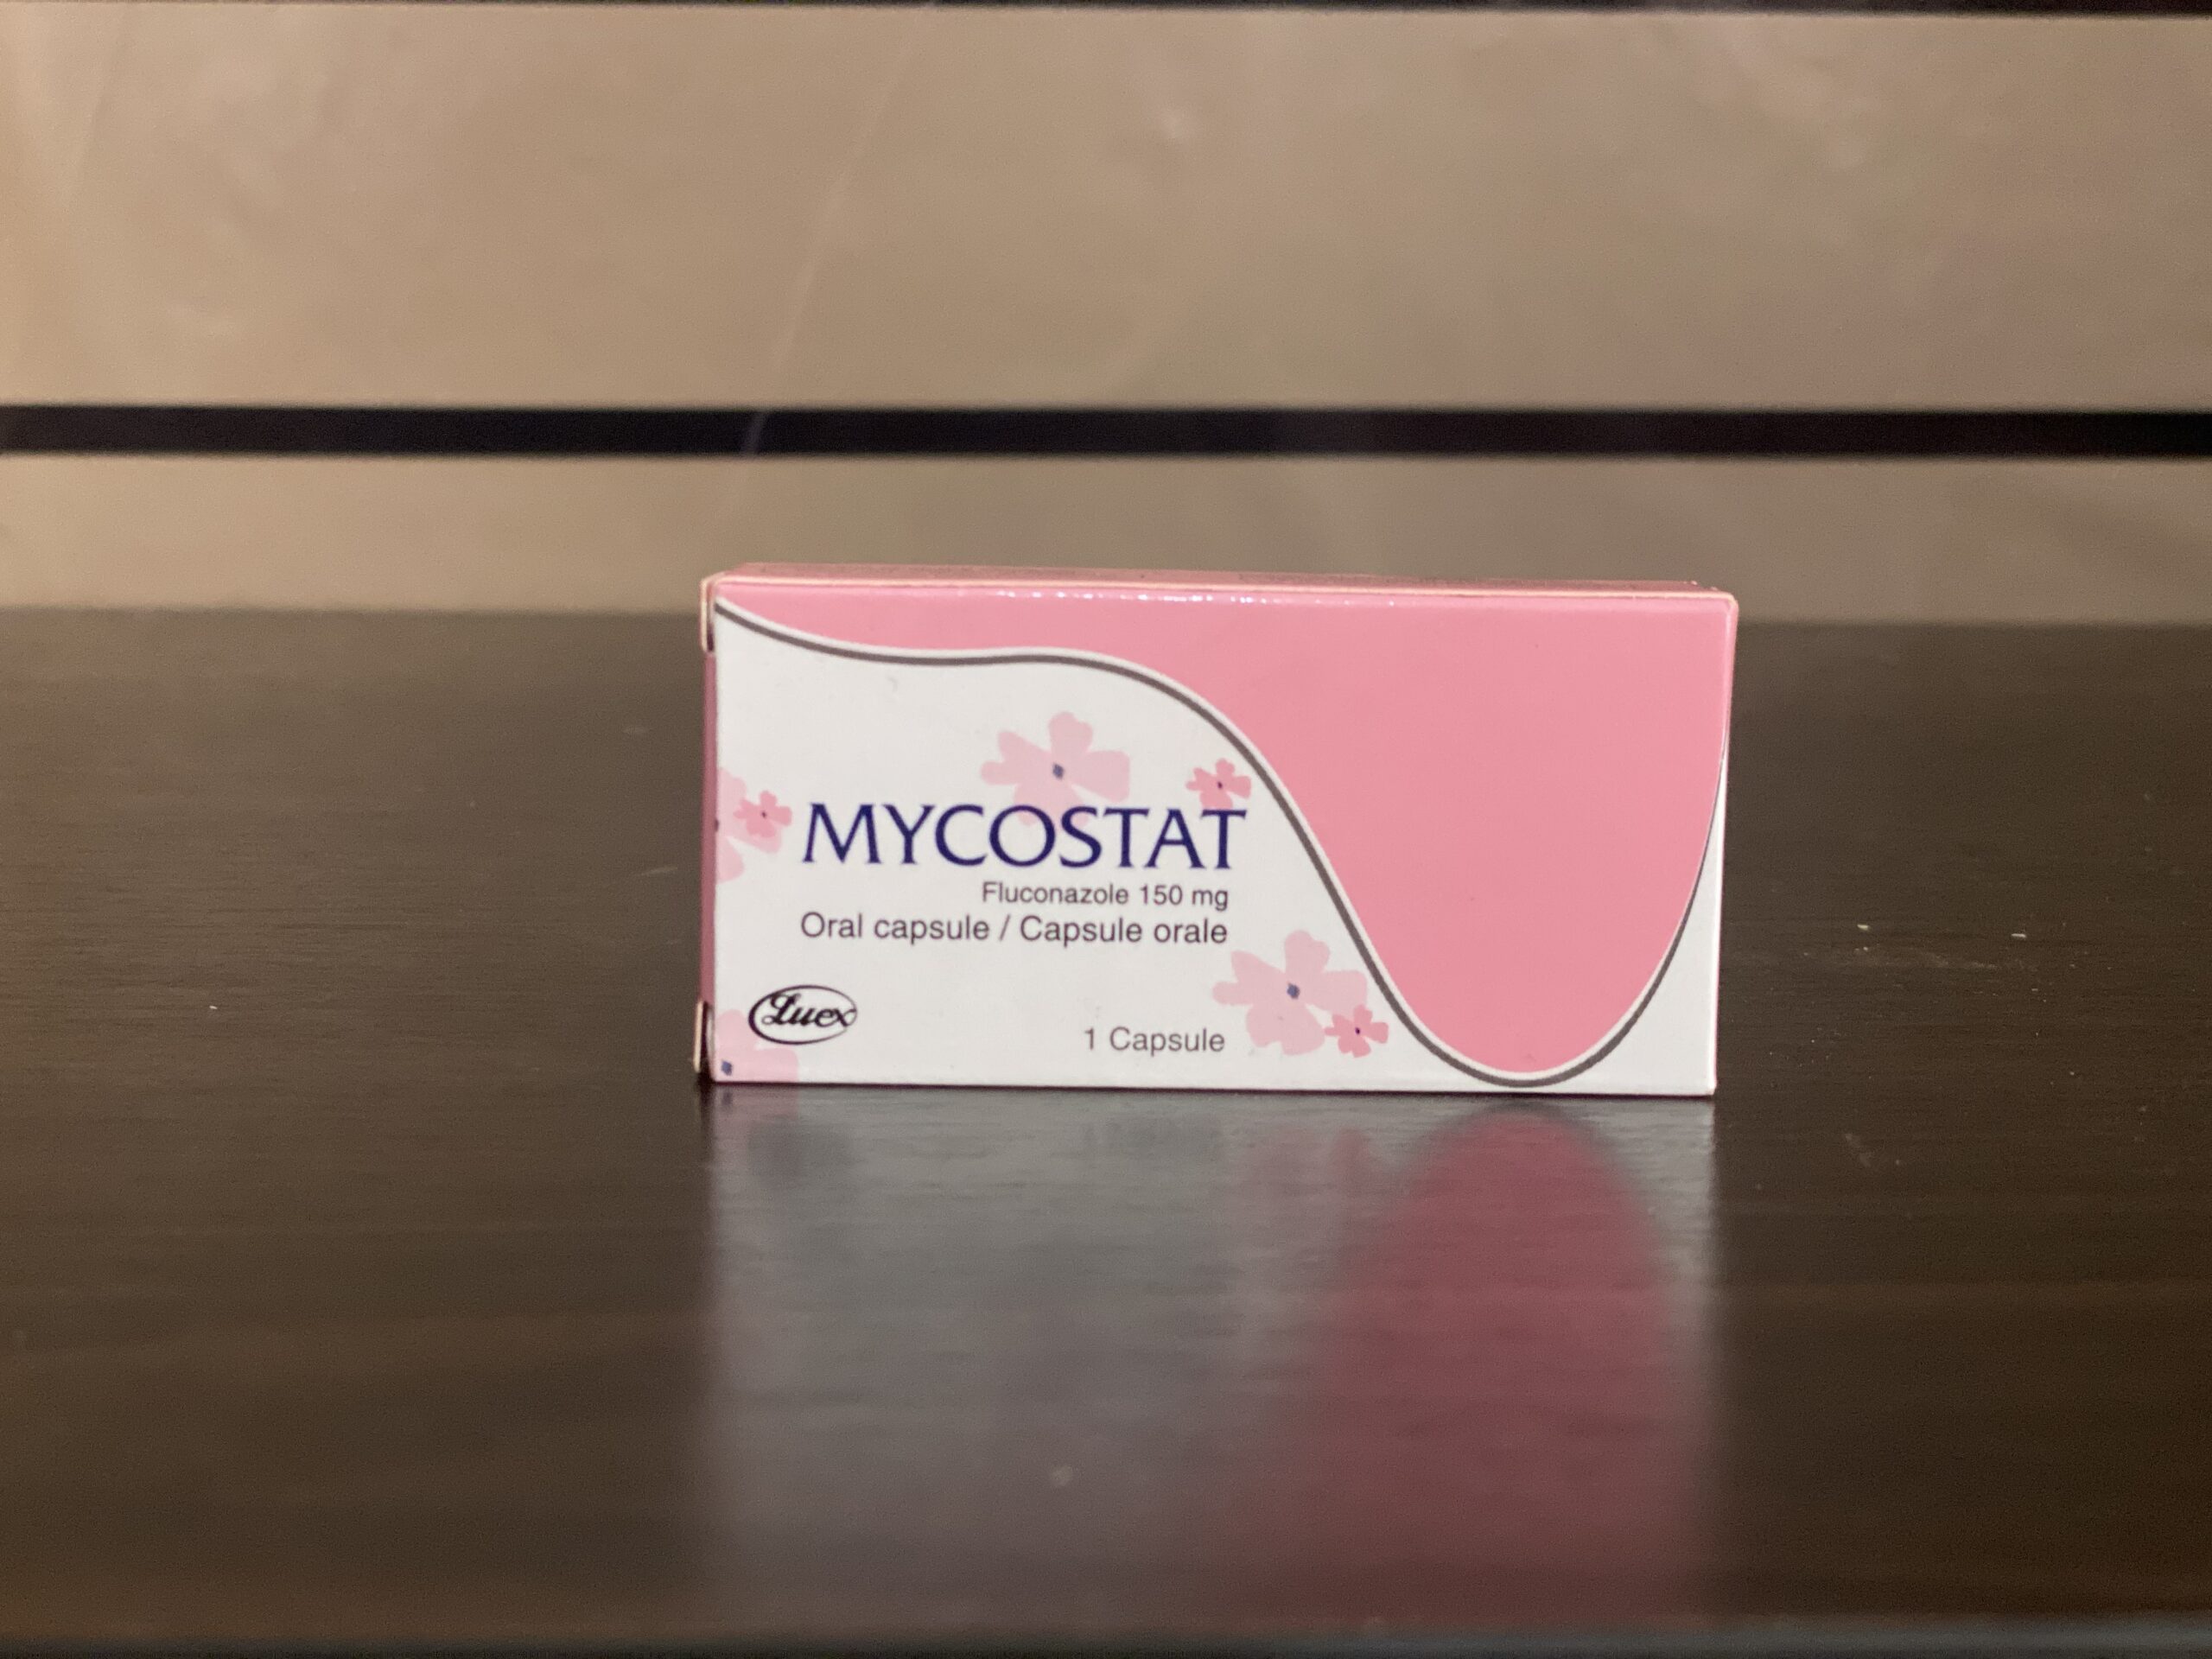 MYCOSTAT
Fluconazole 150 mg
Oral capsule / Capsule orale
Luex
1 Capsule